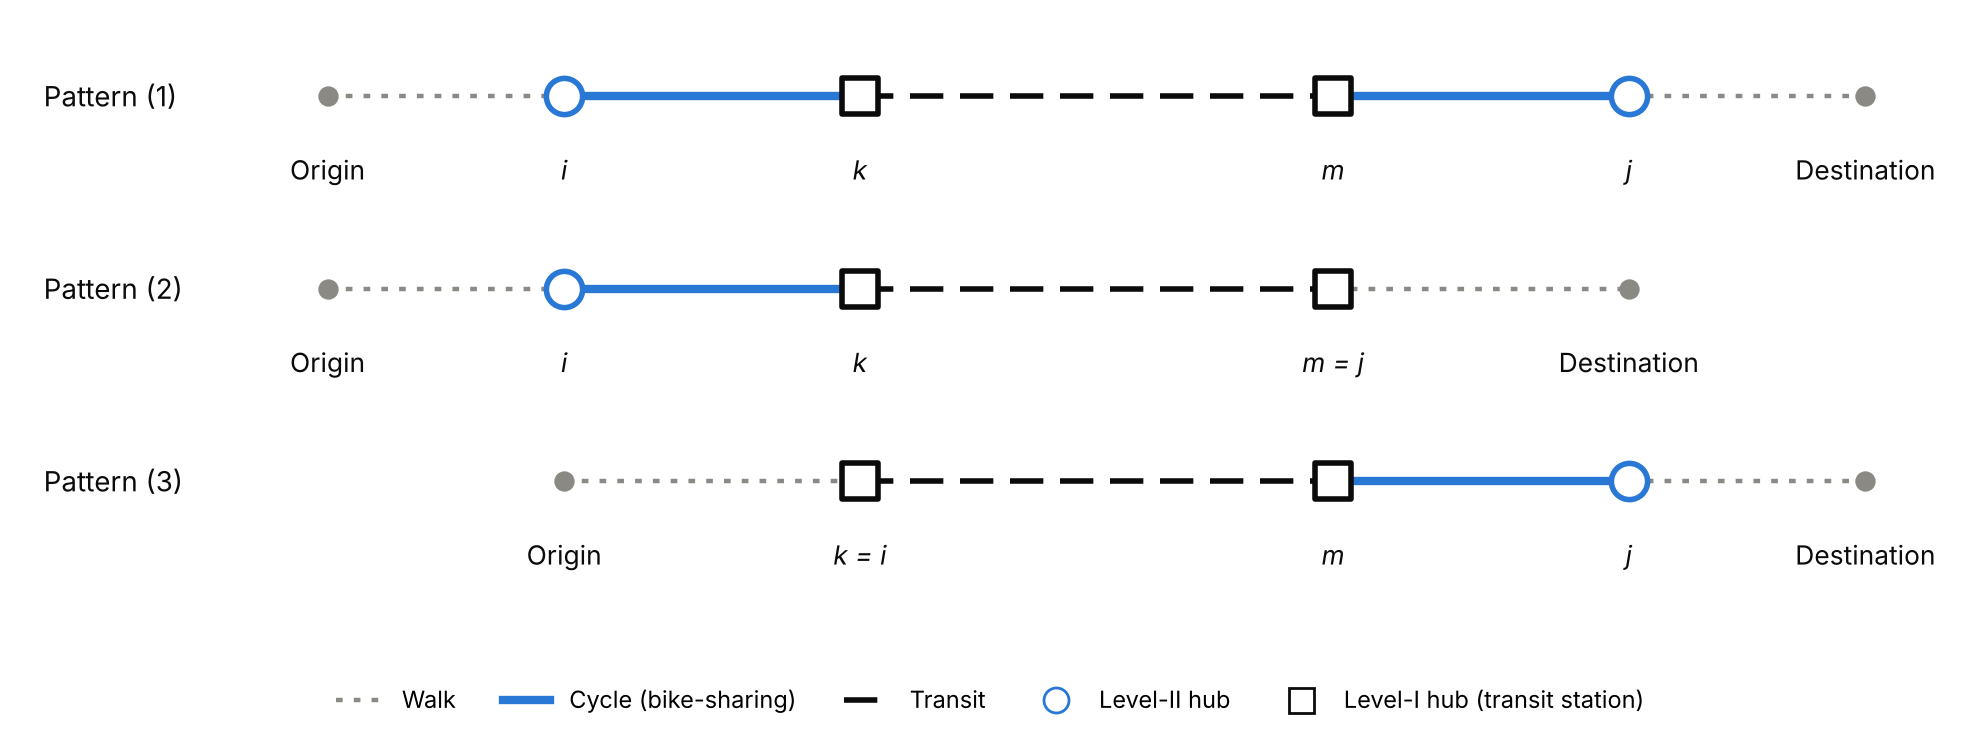 Pattern (1)
Origin i k m j Destination
Pattern (2)
Origin i k m = j Destination
Pattern (3)
Origin k = i m j Destination
Walk Cycle (bike-sharing) Transit Level-II hub Level-I hub (transit station)